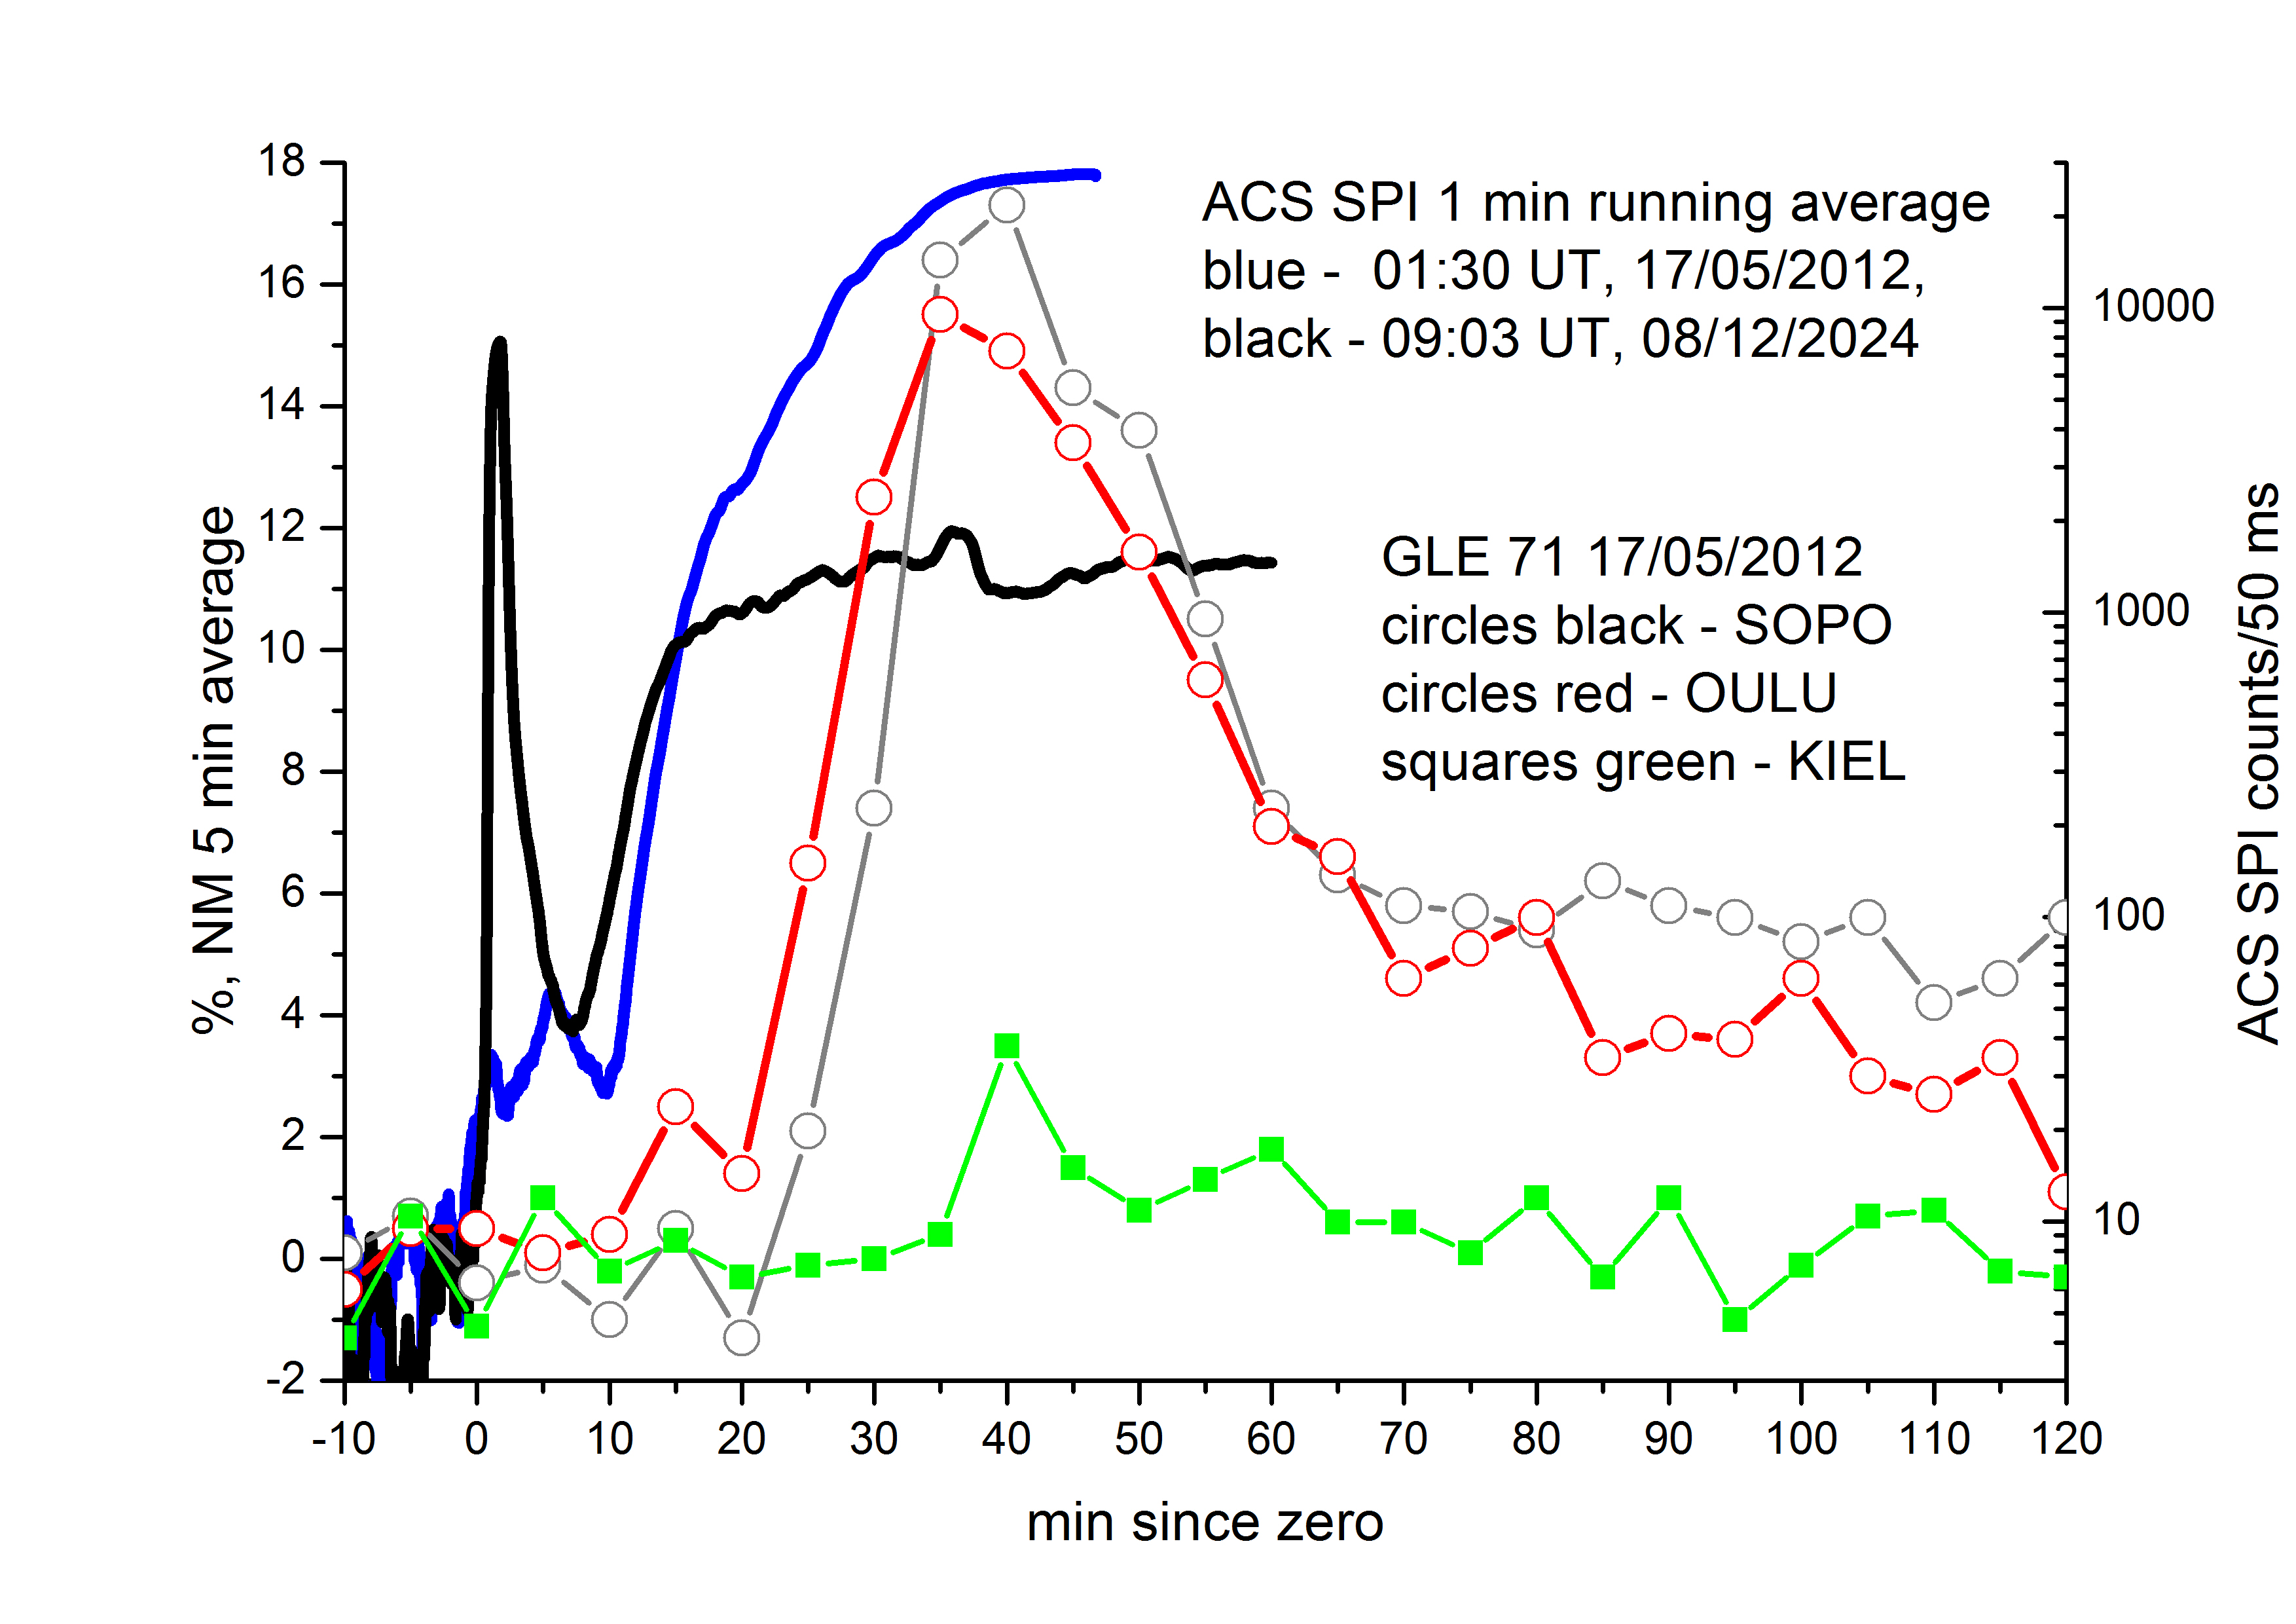 18
16
14
12
10
8
6
4
2
0
-2
%, NM 5 min average
ACS SPI 1 min running average
blue - 01:30 UT, 17/05/2012,
black - 09:03 UT, 08/12/2024
GLE 71 17/05/2012
circles black - SOPO
circles red - OULU
squares green - KIEL
10000
1000
100
10
ACS SPI counts/50 ms
-10 0 10 20 30 40 50 60 70 80 90 100 110 120
min since zero